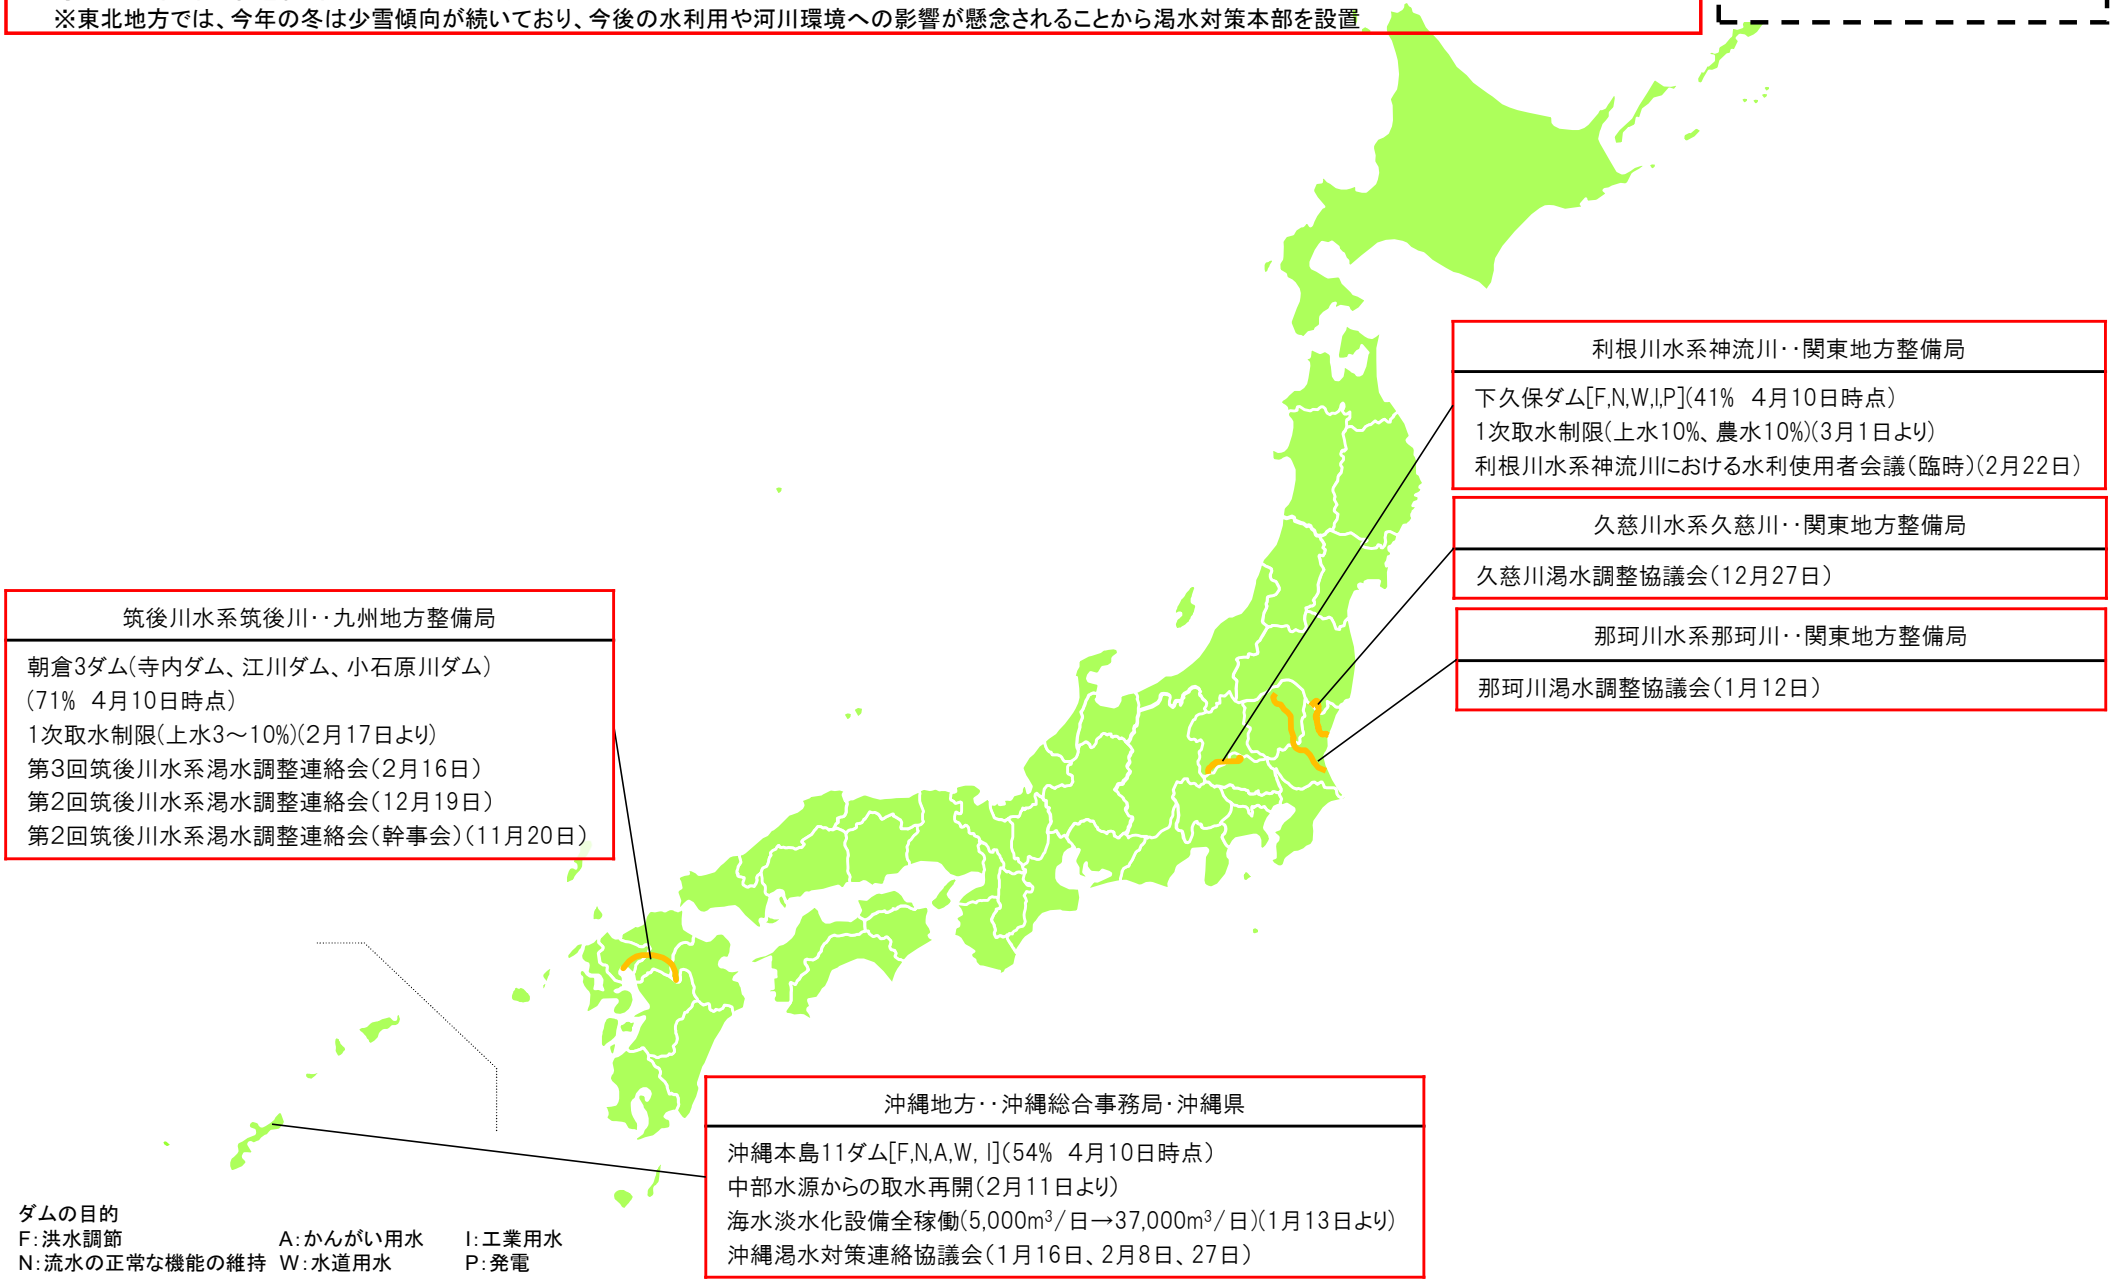 ※東北地方では、今年の冬は少雪傾向が続いており、今後の水利用や河川環境への影響が懸念されることから渇水対策本部を設置
利根川水系神流川‥関東地方整備局
下久保ダム[F,N,W,I,P](41% 4月10日時点)
1次取水制限(上水10%、農水10%)(3月1日より)
利根川水系神流川における水利使用者会議(臨時)(2月22日)
久慈川水系久慈川‥関東地方整備局
久慈川渇水調整協議会(12月27日)
那珂川水系那珂川‥関東地方整備局
那珂川渇水調整協議会(1月12日)
筑後川水系筑後川‥九州地方整備局
朝倉3ダム(寺内ダム、江川ダム、小石原川ダム)
(71% 4月10日時点)
1次取水制限(上水3～10%)(2月17日より)
第3回筑後川水系渇水調整連絡会(2月16日)
第2回筑後川水系渇水調整連絡会(12月19日)
第2回筑後川水系渇水調整連絡会(幹事会)(11月20日)
沖縄地方‥沖縄総合事務局・沖縄県
沖縄本島11ダム[F,N,A,W, I](54% 4月10日時点)
中部水源からの取水再開(2月11日より)
海水淡水化設備全稼働(5,000m³/日→37,000m³/日)(1月13日より)
沖縄渇水対策連絡協議会(1月16日、2月8日、27日)
ダムの目的
F:洪水調節 A:かんがい用水 I:工業用水
N:流水の正常な機能の維持 W:水道用水 P:発電